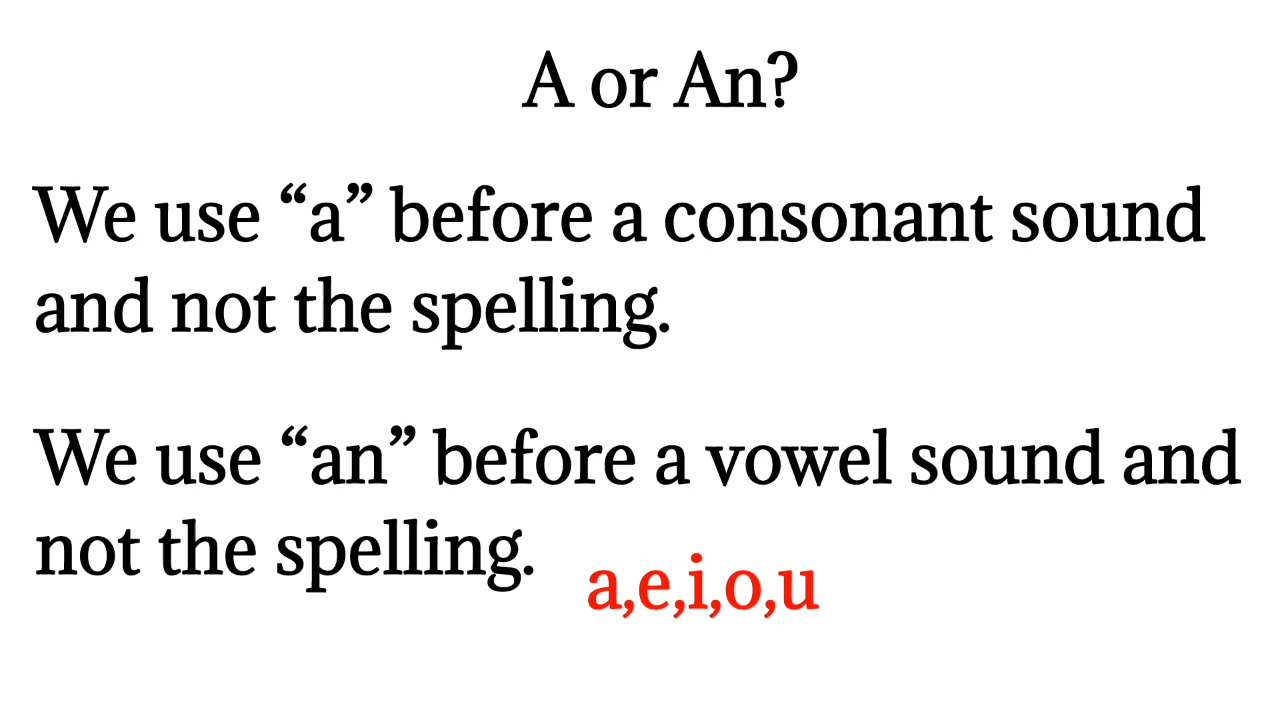 A or An?
We use “a” before a consonant sound
and not the spelling.
We use “an” before a vowel sound and
not the spelling.
a,e,i,o,u